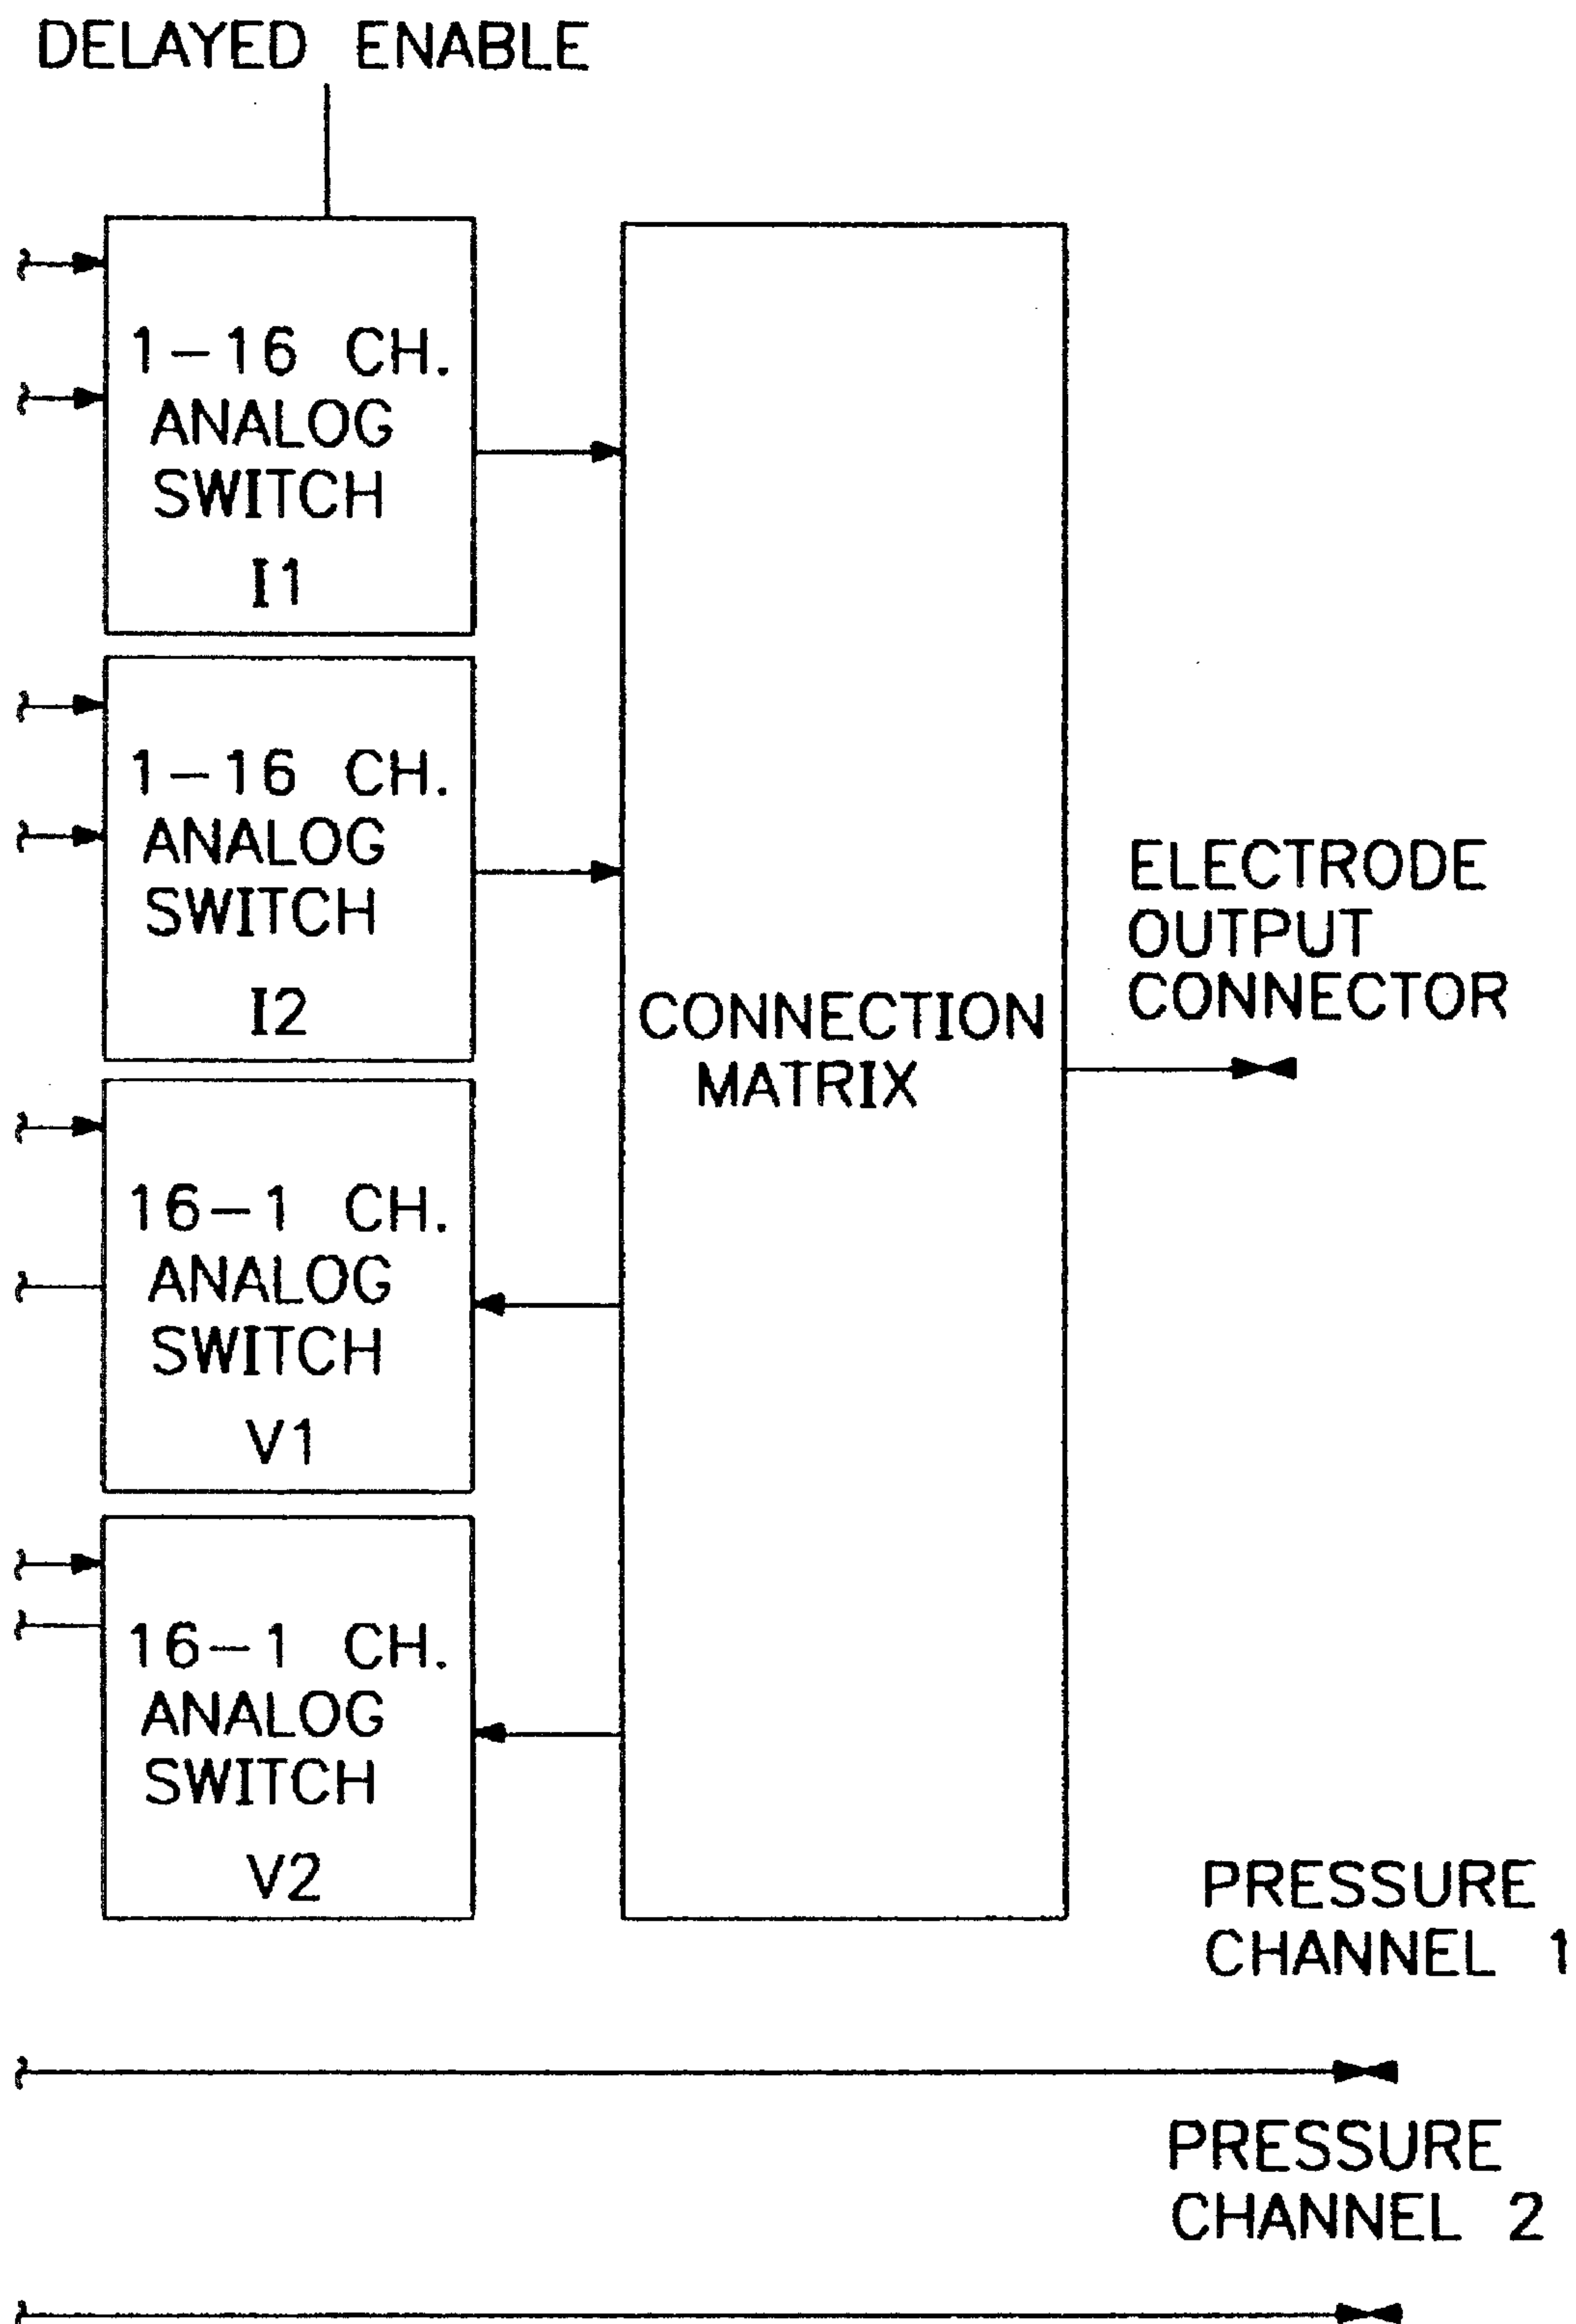 DELAYED ENABLE
1-16 CH.
ANALOG
SWITCH
I1
1-16 CH.
ANALOG
SWITCH
I2
16-1 CH.
ANALOG
SWITCH
V1
16-1 CH.
ANALOG
SWITCH
V2
CONNECTION
MATRIX
ELECTRODE
OUTPUT
CONNECTOR
PRESSURE
CHANNEL 1
PRESSURE
CHANNEL 2